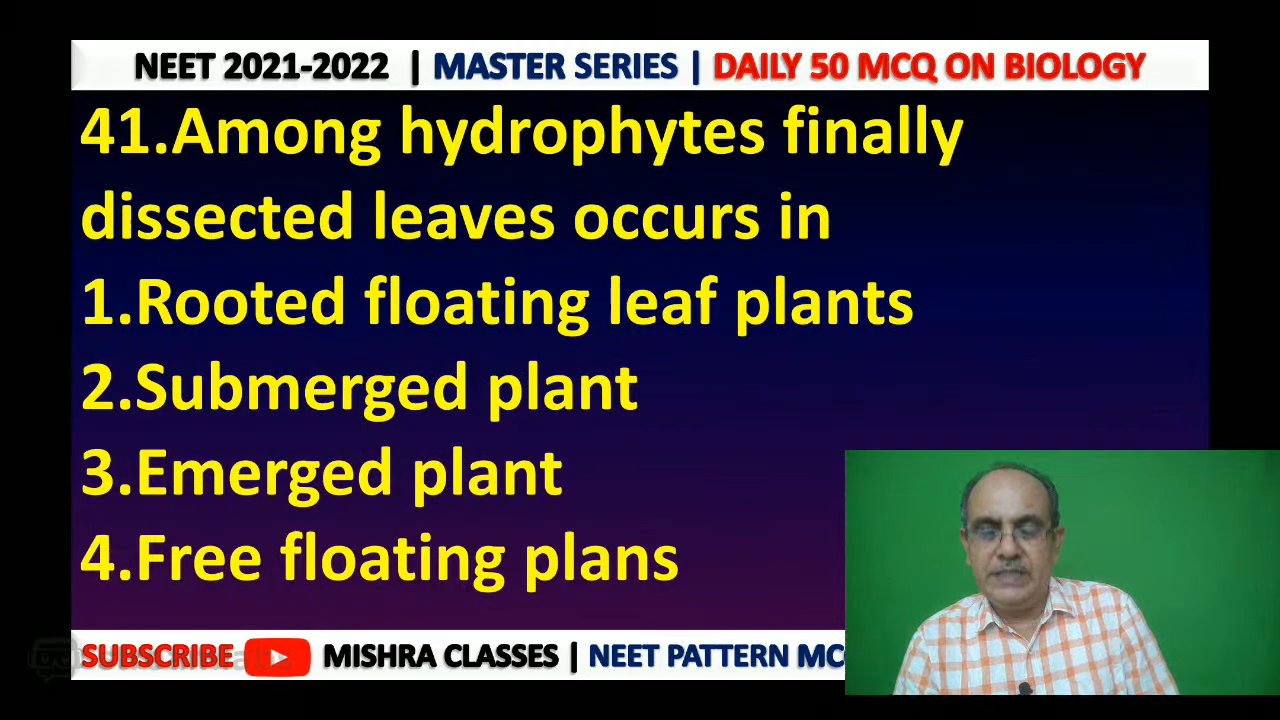 NEET 2021-2022 | MASTER SERIES | DAILY 50 MCQ ON BIOLOGY
41.Among hydrophytes finally
dissected leaves occurs in
1.Rooted floating leaf plants
2.Submerged plant
3.Emerged plant
4.Free floating plans
SUBSCRIBE MISHRA CLASSES | NEET PATTERN